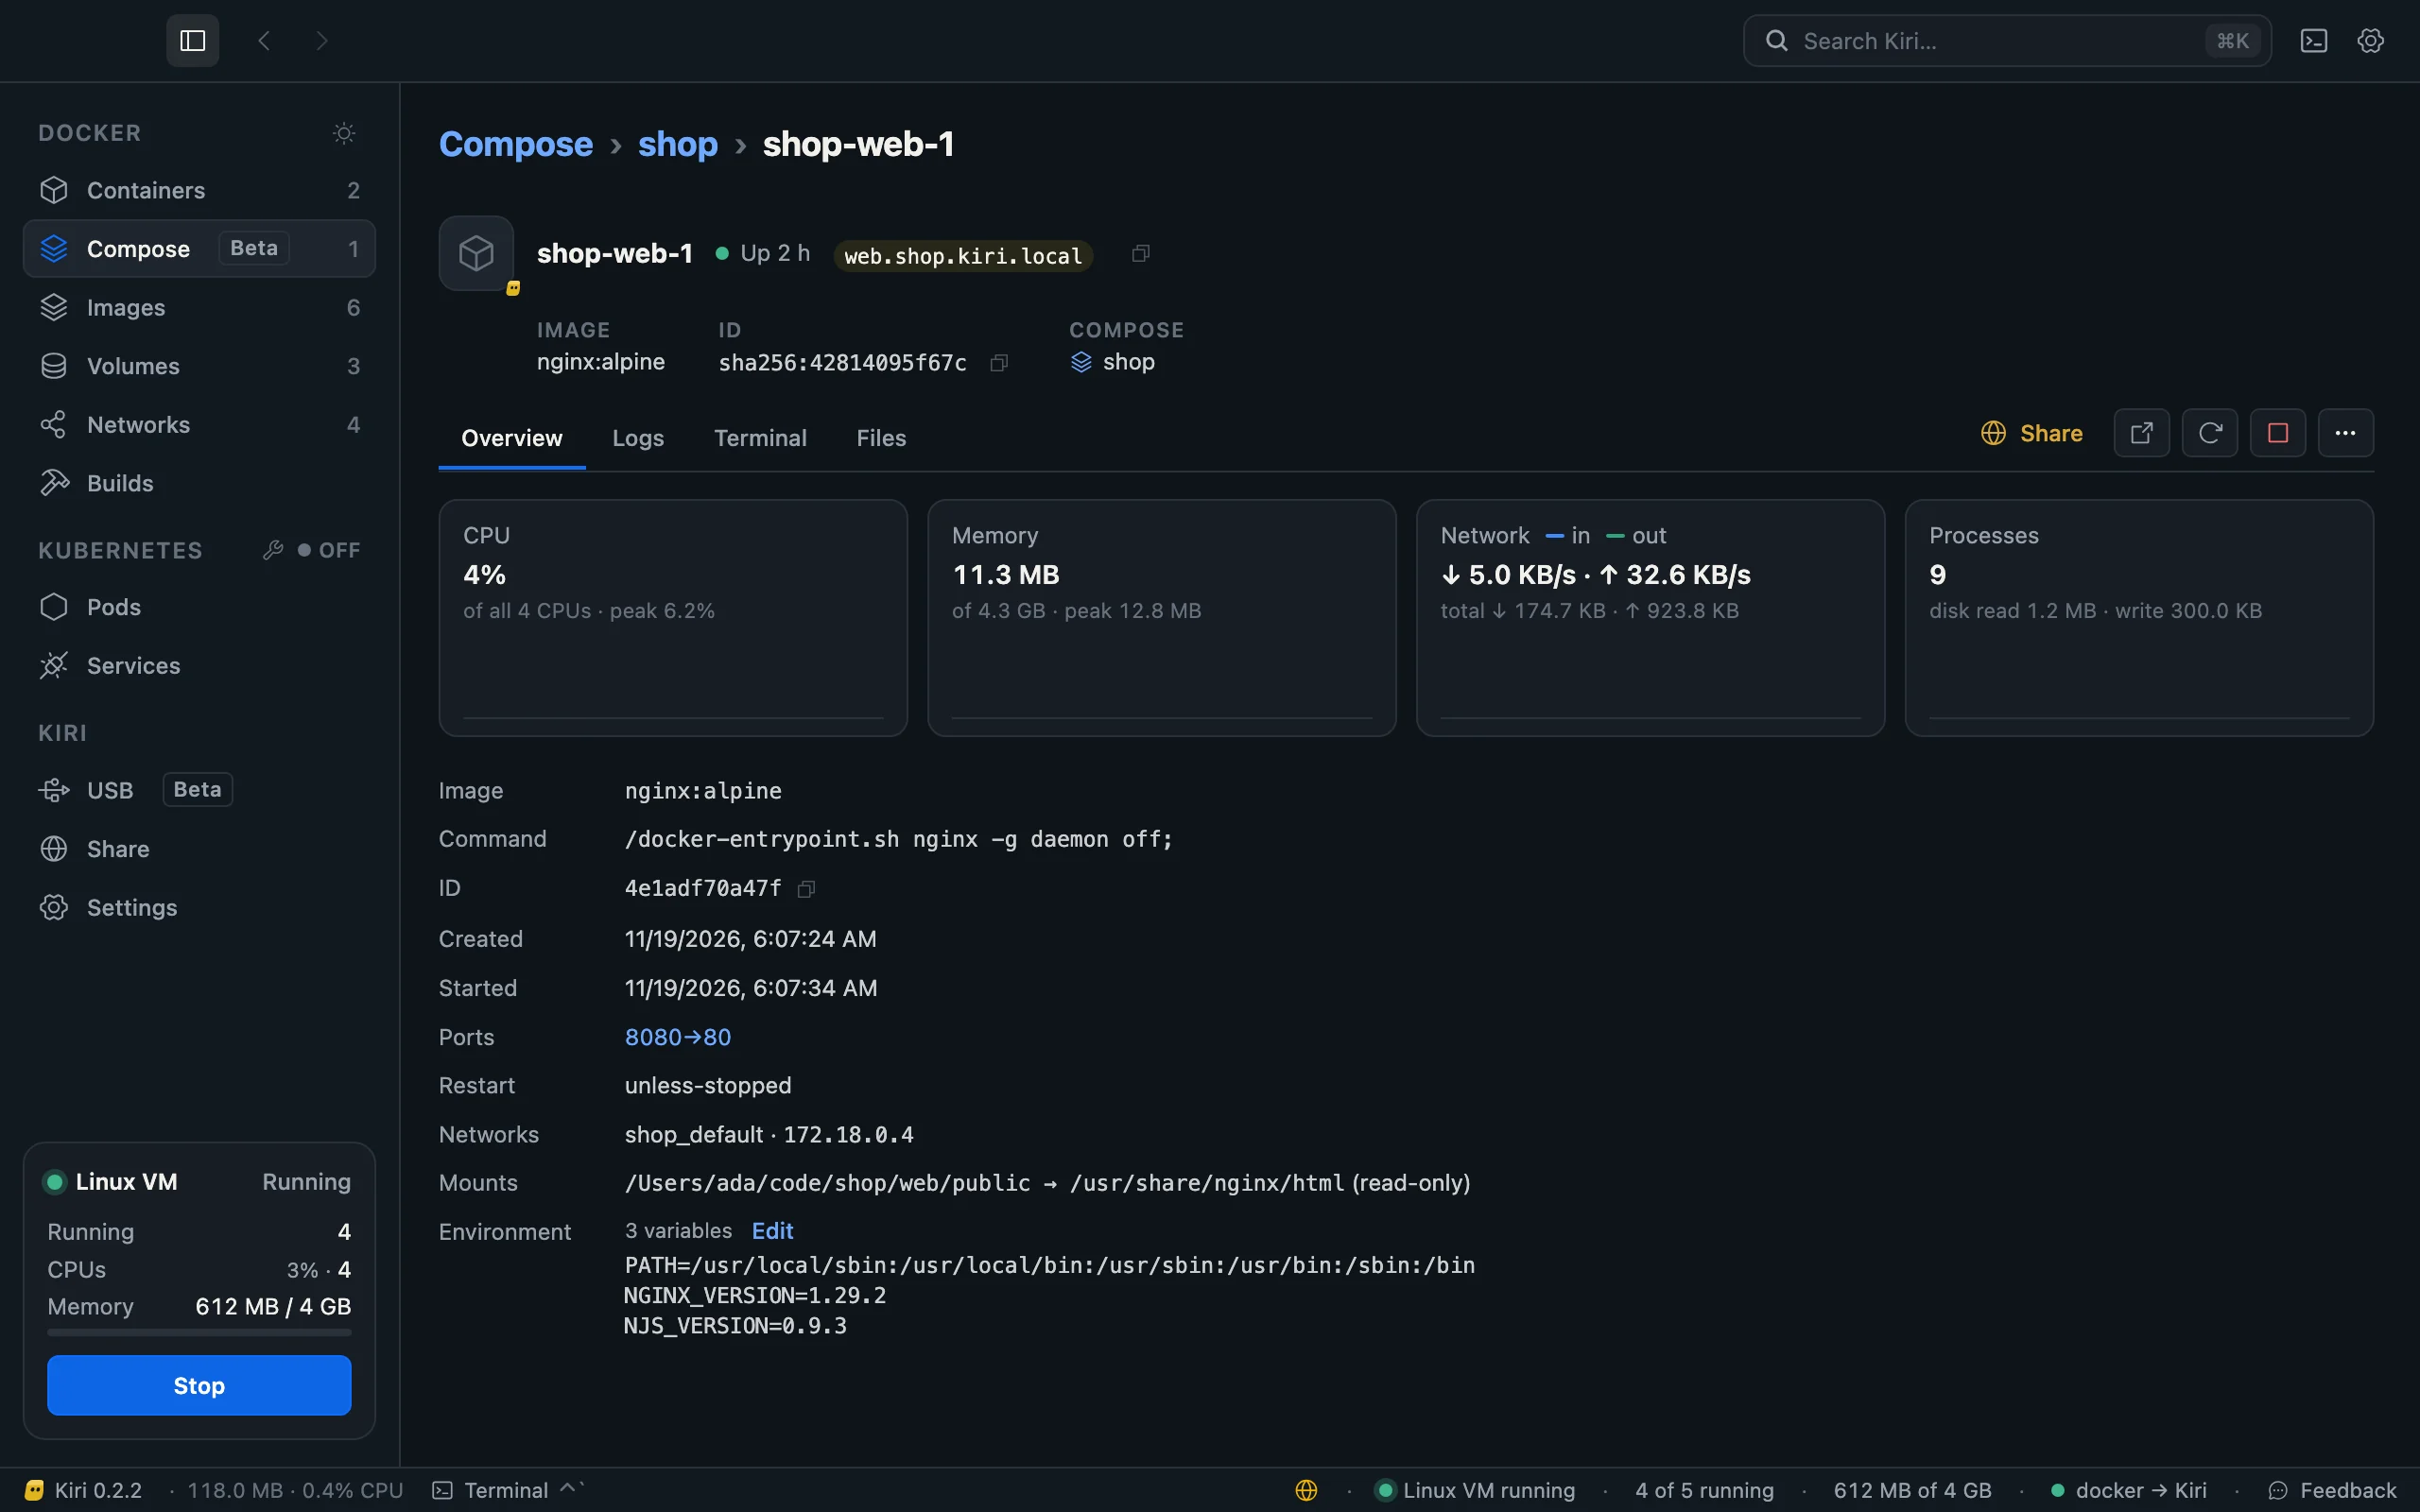 Search Kiri... ⌘K
DOCKER
Containers 2
Compose Beta 1
Images 6
Volumes 3
Networks 4
Builds
KUBERNETES OFF
Pods
Services
KIRI
USB Beta
Share
Settings
Linux VM Running
Running 4
CPUs 3% · 4
Memory 612 MB / 4 GB
Stop
Compose › shop › shop-web-1
shop-web-1 Up 2 h web.shop.kiri.local
IMAGE ID COMPOSE
nginx:alpine sha256:42814095f67c shop
Overview Logs Terminal Files Share
CPU
4%
of all 4 CPUs · peak 6.2%
Memory
11.3 MB
of 4.3 GB · peak 12.8 MB
Network in out
↓ 5.0 KB/s · ↑ 32.6 KB/s
total ↓ 174.7 KB · ↑ 923.8 KB
Processes
9
disk read 1.2 MB · write 300.0 KB
Image nginx:alpine
Command /docker-entrypoint.sh nginx -g daemon off;
ID 4e1adf70a47f
Created 11/19/2026, 6:07:24 AM
Started 11/19/2026, 6:07:34 AM
Ports 8080→80
Restart unless-stopped
Networks shop_default · 172.18.0.4
Mounts /Users/ada/code/shop/web/public → /usr/share/nginx/html (read-only)
Environment 3 variables Edit
PATH=/usr/local/sbin:/usr/local/bin:/usr/sbin:/usr/bin:/sbin:/bin
NGINX_VERSION=1.29.2
NJS_VERSION=0.9.3
Kiri 0.2.2 · 118.0 MB · 0.4% CPU Terminal ⌃` · Linux VM running · 4 of 5 running · 612 MB of 4 GB · docker → Kiri · Feedback